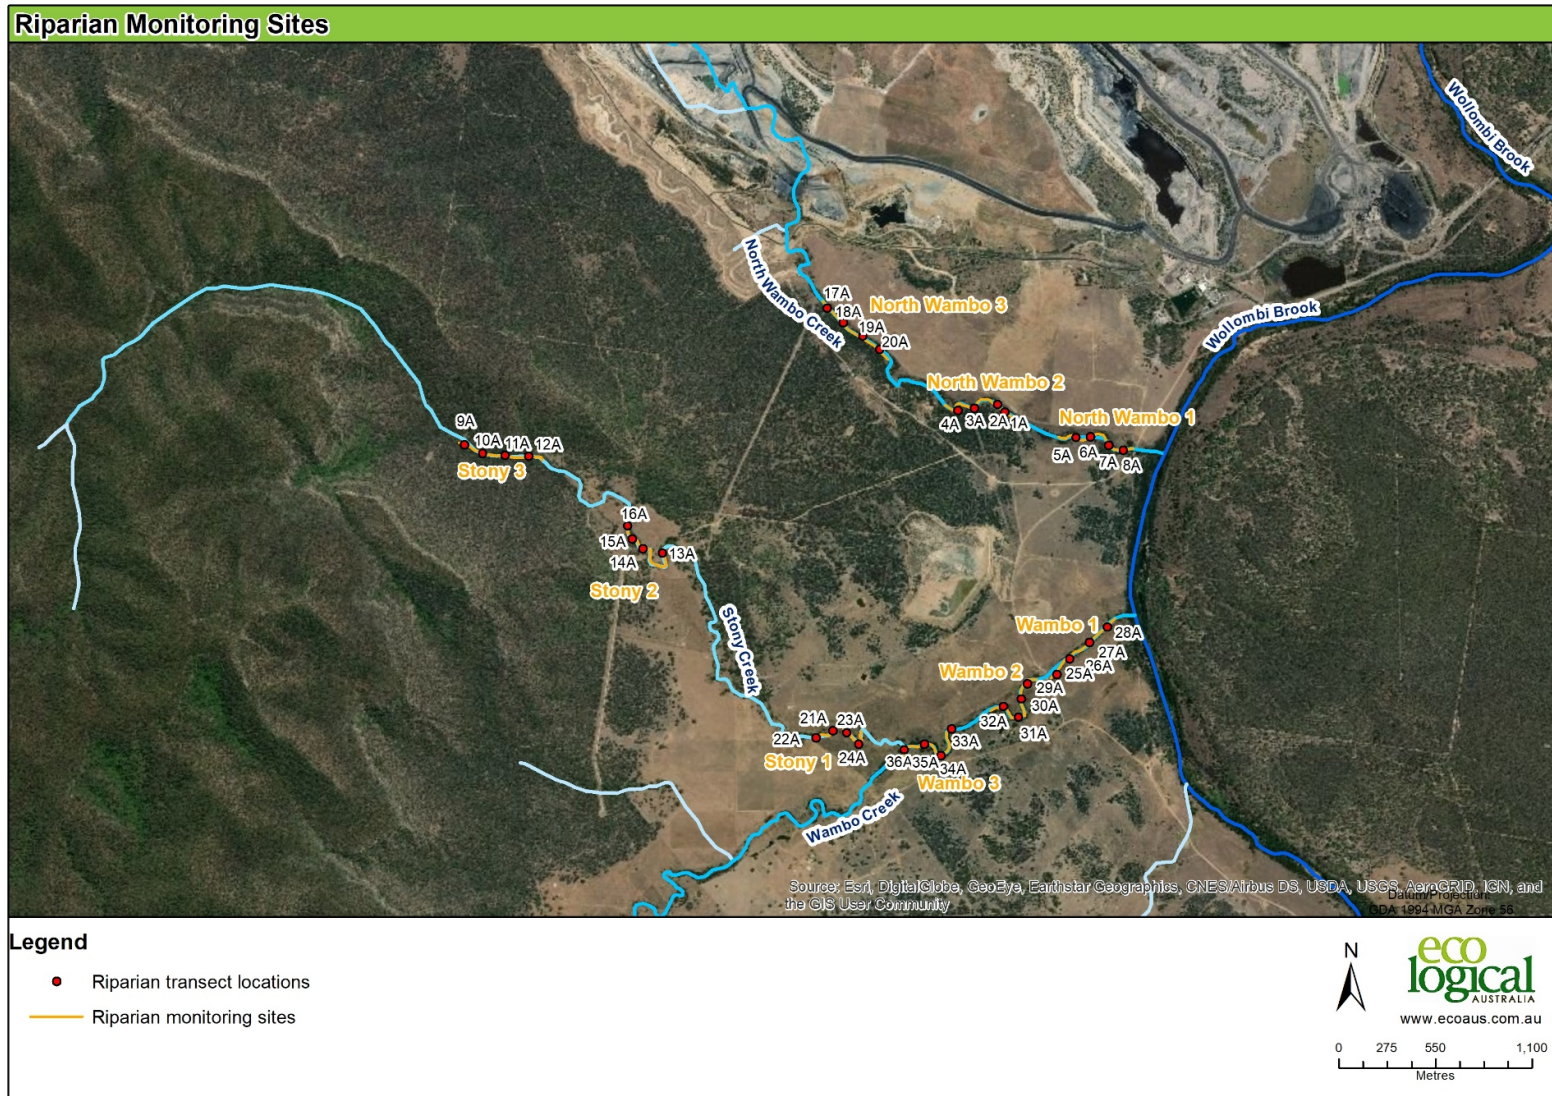 Riparian Monitoring Sites
Wollombi Brook
North Wambo Creek
17A
North Wambo 3
18A
19A
20A
Wollombi Brook
North Wambo 2
4A
3A
2A
1A
North Wambo 1
5A
6A
7A
8A
9A
10A
11A
12A
Stony 3
16A
15A
14A
13A
Stony 2
Stony Creek
Wambo 1
28A
27A
26A
25A
Wambo 2
29A
30A
31A
32A
33A
21A
23A
22A
24A
Stony 1
36A
35A
34A
Wambo 3
Wambo Creek
Source: Esri, DigitalGlobe, GeoEye, Earthstar Geographics, CNES/Airbus DS, USDA, USGS, AeroGRID, IGN, and
the GIS User Community
Datum/Projection:
GDA 1994 MGA Zone 56
Legend
Riparian transect locations
Riparian monitoring sites
N
eco
logical
AUSTRALIA
www.ecoaus.com.au
0 275 550 1,100
Metres